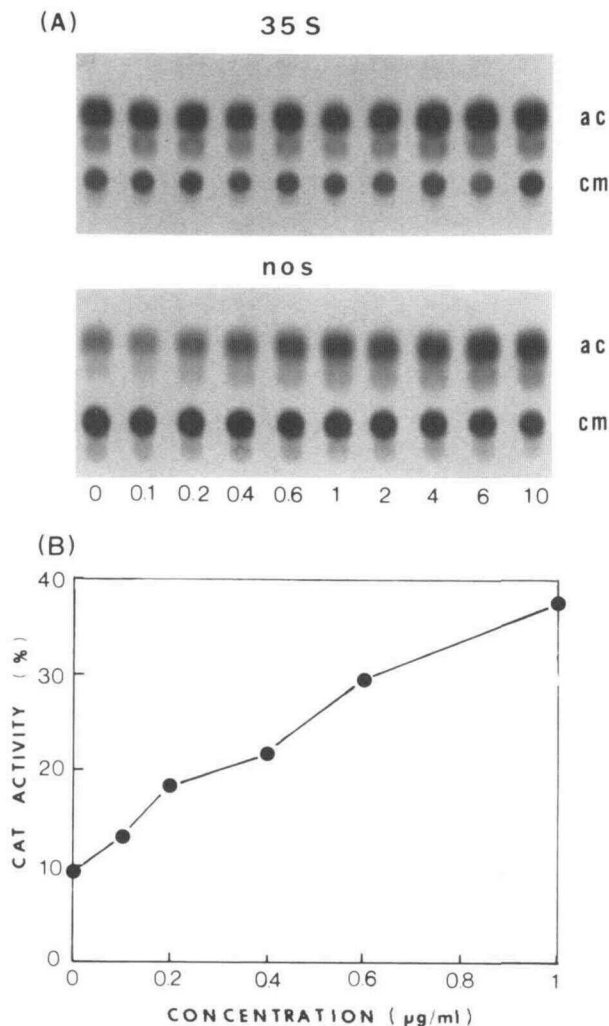 (A)
35 S
ac
cm
nos
ac
cm
0 0.1 0.2 0.4 0.6 1 2 4 6 10
(B)
40
30
20
10
0
CAT ACTIVITY (%)
0 0.2 0.4 0.6 0.8 1
CONCENTRATION (µg/ml)